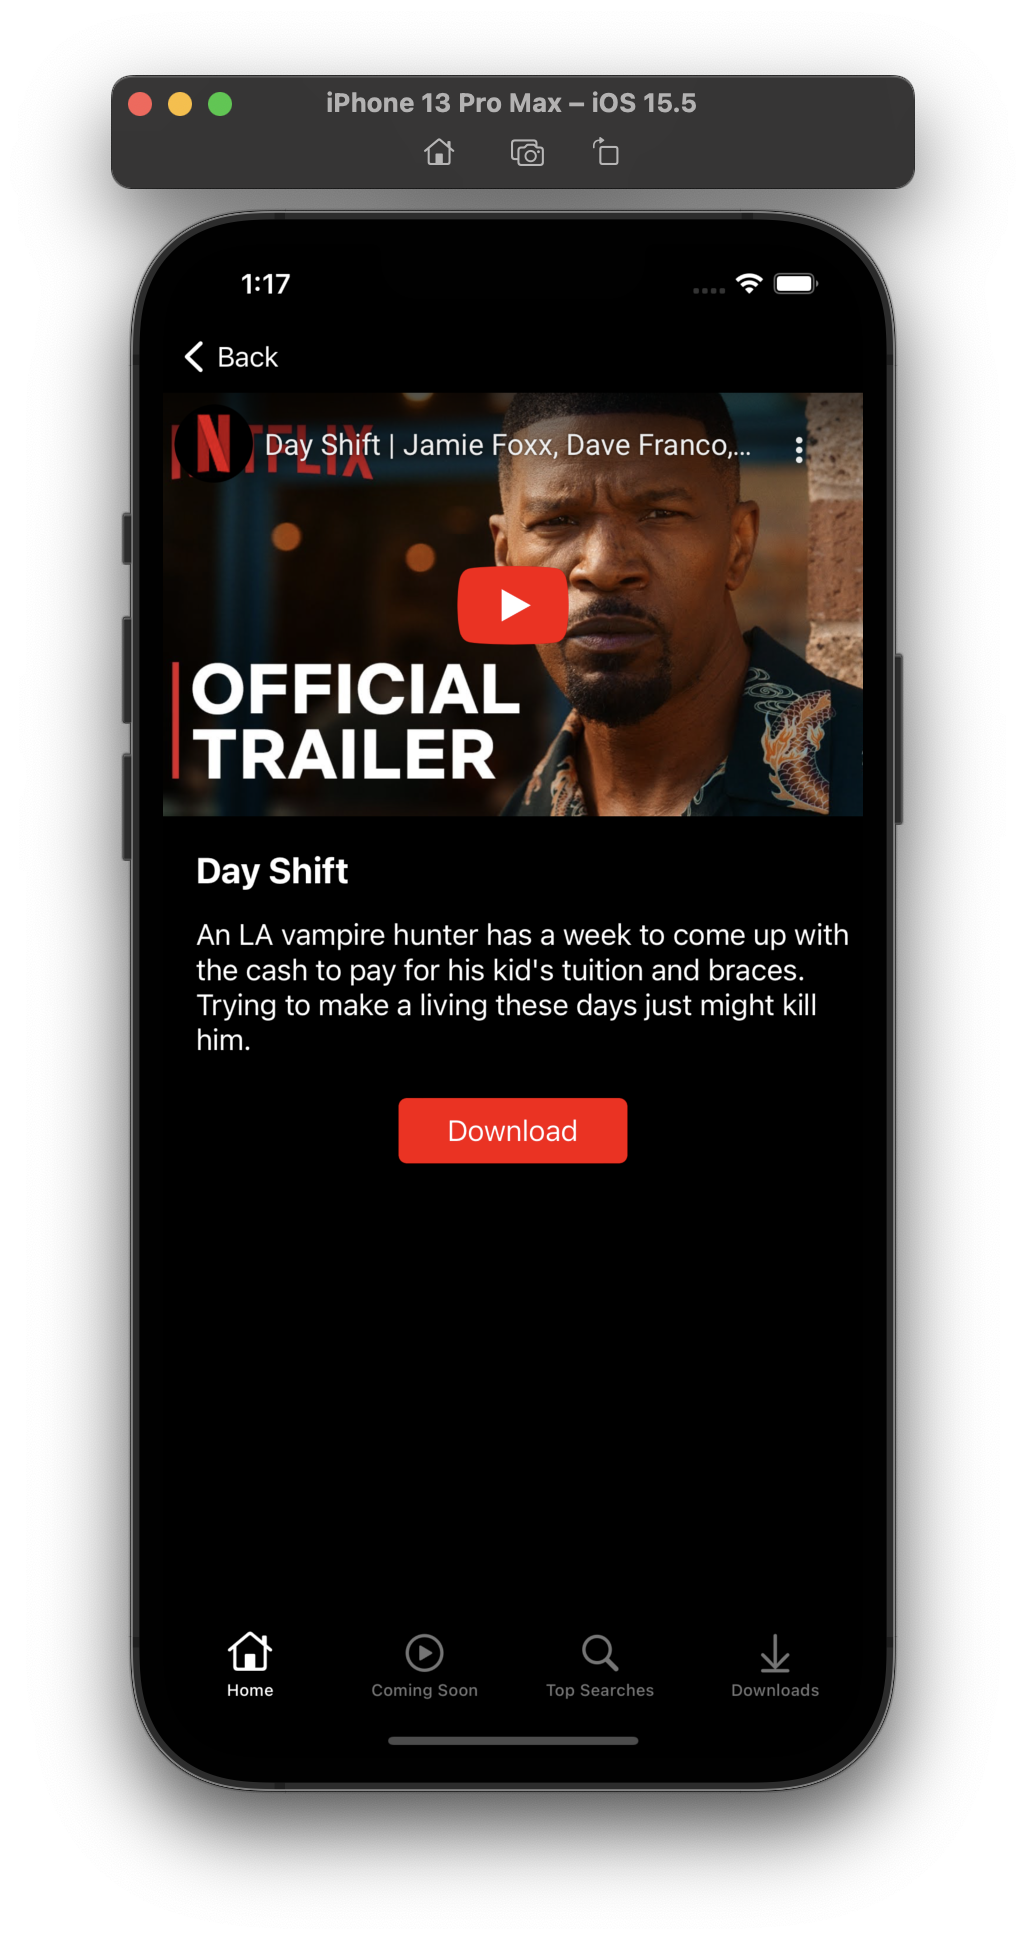 iPhone 13 Pro Max – iOS 15.5
1:17
Back
NETFLIX
N
Day Shift | Jamie Foxx, Dave Franco,...
OFFICIAL
TRAILER
Day Shift
An LA vampire hunter has a week to come up with
the cash to pay for his kid's tuition and braces.
Trying to make a living these days just might kill
him.
Download
Home
Coming Soon
Top Searches
Downloads